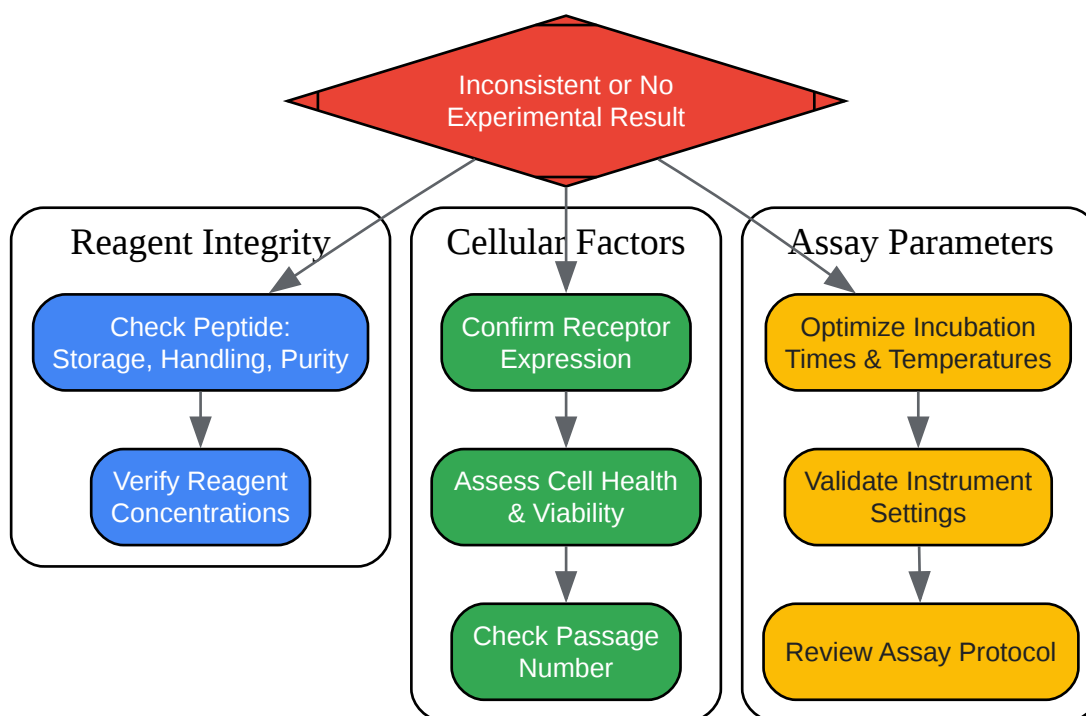 Inconsistent or No
Experimental Result
Reagent Integrity
Check Peptide:
Storage, Handling, Purity
Verify Reagent
Concentrations
Cellular Factors
Confirm Receptor
Expression
Assess Cell Health
& Viability
Check Passage
Number
Assay Parameters
Optimize Incubation
Times & Temperatures
Validate Instrument
Settings
Review Assay Protocol